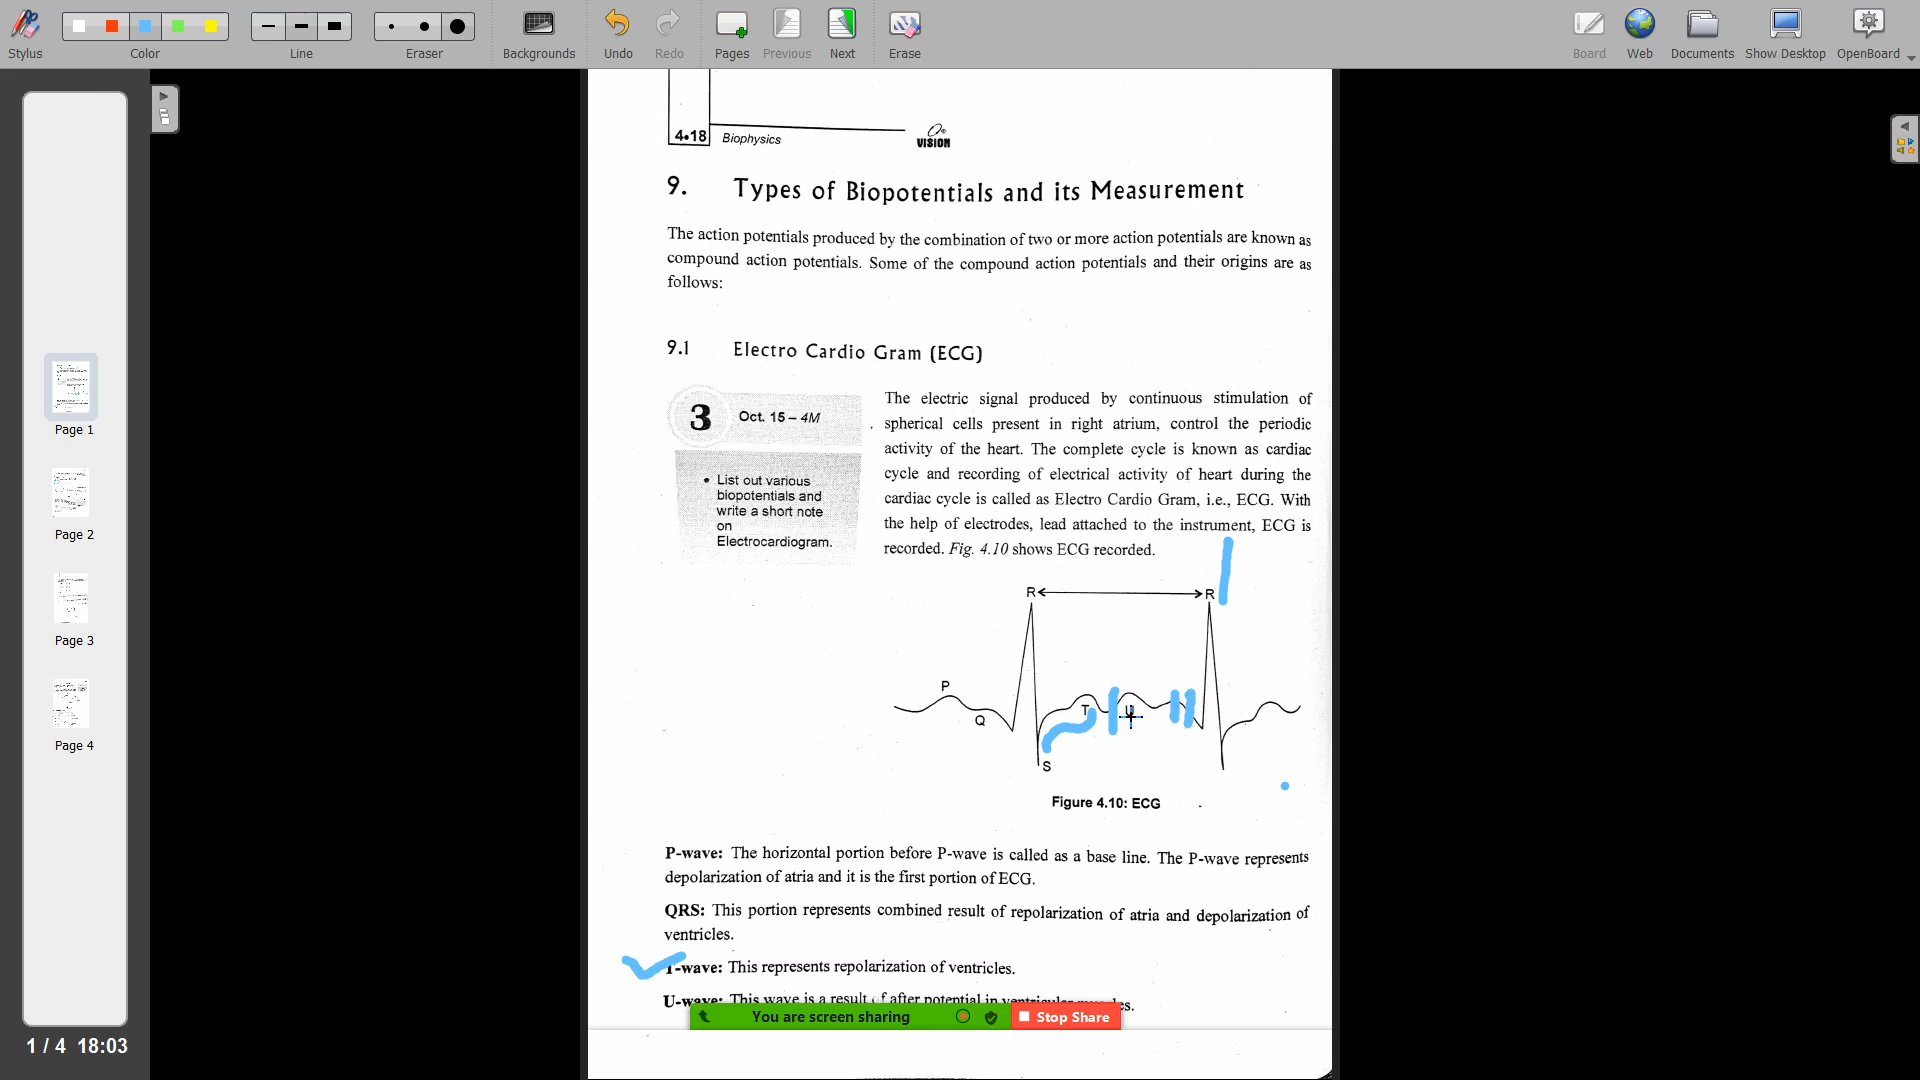 Stylus
Color
Line
Eraser
Backgrounds
Undo
Redo
Pages
Previous
Next
Erase
Board
Web
Documents
Show Desktop
OpenBoard
Page 1
Page 2
Page 3
Page 4
1 / 4 18:03
4•18 Biophysics
VISION
9. Types of Biopotentials and its Measurement
The action potentials produced by the combination of two or more action potentials are known as
compound action potentials. Some of the compound action potentials and their origins are as
follows:
9.1 Electro Cardio Gram (ECG)
3 Oct. 15 – 4M
• List out various
biopotentials and
write a short note
on
Electrocardiogram.
The electric signal produced by continuous stimulation of
spherical cells present in right atrium, control the periodic
activity of the heart. The complete cycle is known as cardiac
cycle and recording of electrical activity of heart during the
cardiac cycle is called as Electro Cardio Gram, i.e., ECG. With
the help of electrodes, lead attached to the instrument, ECG is
recorded. Fig. 4.10 shows ECG recorded.
R R
P
Q
T U
S
Figure 4.10: ECG
P-wave: The horizontal portion before P-wave is called as a base line. The P-wave represents
depolarization of atria and it is the first portion of ECG.
QRS: This portion represents combined result of repolarization of atria and depolarization of
ventricles.
T-wave: This represents repolarization of ventricles.
U-wave: This wave is a result of after potential in ventricular muscles.
You are screen sharing
Stop Share